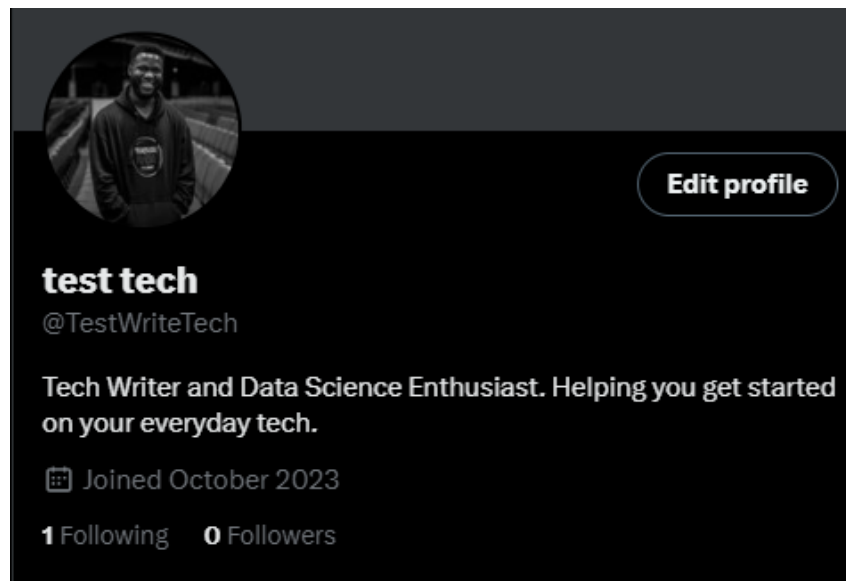 Edit profile
test tech
@TestWriteTech
Tech Writer and Data Science Enthusiast. Helping you get started
on your everyday tech.
Joined October 2023
1 Following 0 Followers